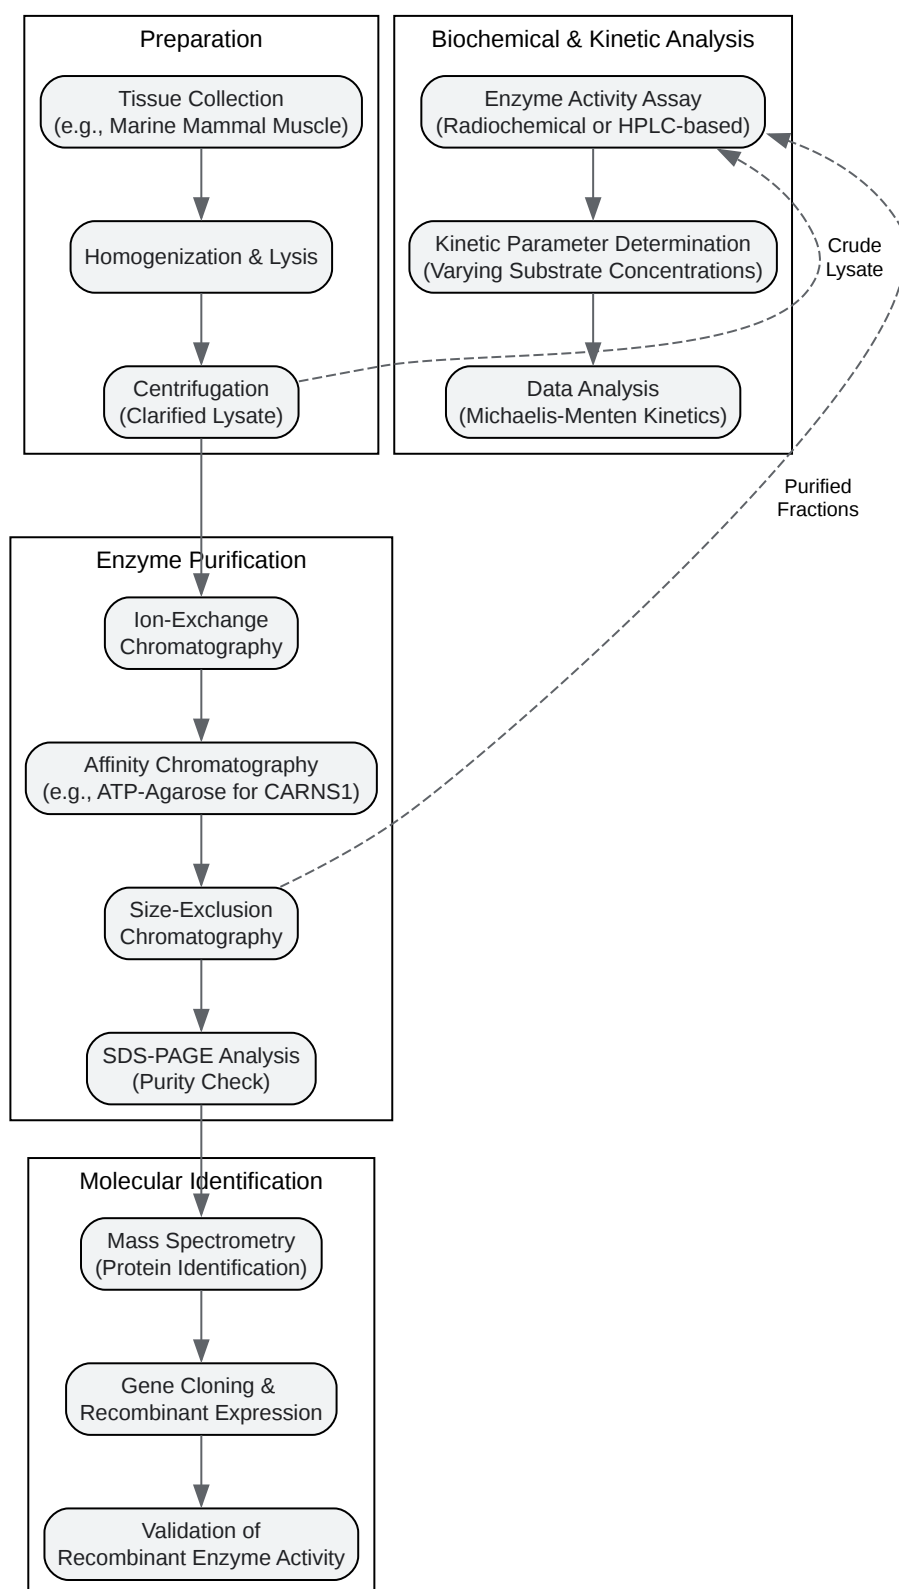 Preparation
Tissue Collection
(e.g., Marine Mammal Muscle)
Homogenization & Lysis
Centrifugation
(Clarified Lysate)
Biochemical & Kinetic Analysis
Enzyme Activity Assay
(Radiochemical or HPLC-based)
Kinetic Parameter Determination
(Varying Substrate Concentrations)
Data Analysis
(Michaelis-Menten Kinetics)
Crude
Lysate
Purified
Fractions
Enzyme Purification
Ion-Exchange
Chromatography
Affinity Chromatography
(e.g., ATP-Agarose for CARNS1)
Size-Exclusion
Chromatography
SDS-PAGE Analysis
(Purity Check)
Molecular Identification
Mass Spectrometry
(Protein Identification)
Gene Cloning &
Recombinant Expression
Validation of
Recombinant Enzyme Activity